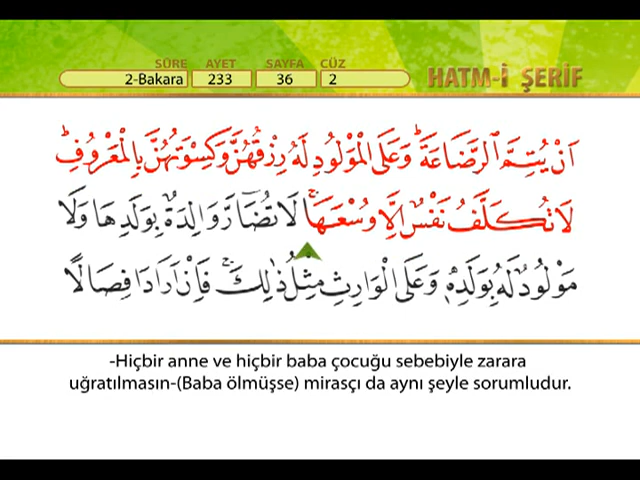 SÛRE AYET SAYFA CÜZ
2-Bakara 233 36 2
HATM-İ ŞERİF
اَنْ يُتِمَّ الرَّضَاعَةَۜ وَعَلَى الْمَوْلُودِ لَهُ رِزْقُهُنَّ وَكِسْوَتُهُنَّ بِالْمَعْرُوفِۜ
لَا تُكَلَّفُ نَفْسٌ اِلَّا وُسْعَهَاۚ لَا تُضَٓارَّ وَالِدَةٌ بِوَلَدِهَا وَلَا
مَوْلُودٌ لَهُ بِوَلَدِه۪ وَعَلَى الْوَارِثِ مِثْلُ ذٰلِكَۚ فَاِنْ اَرَادَا فِصَالًا
-Hiçbir anne ve hiçbir baba çocuğu sebebiyle zarara
uğratılmasın-(Baba ölmüşse) mirasçı da aynı şeyle sorumludur.